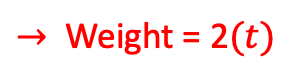 → Weight = 2(t)